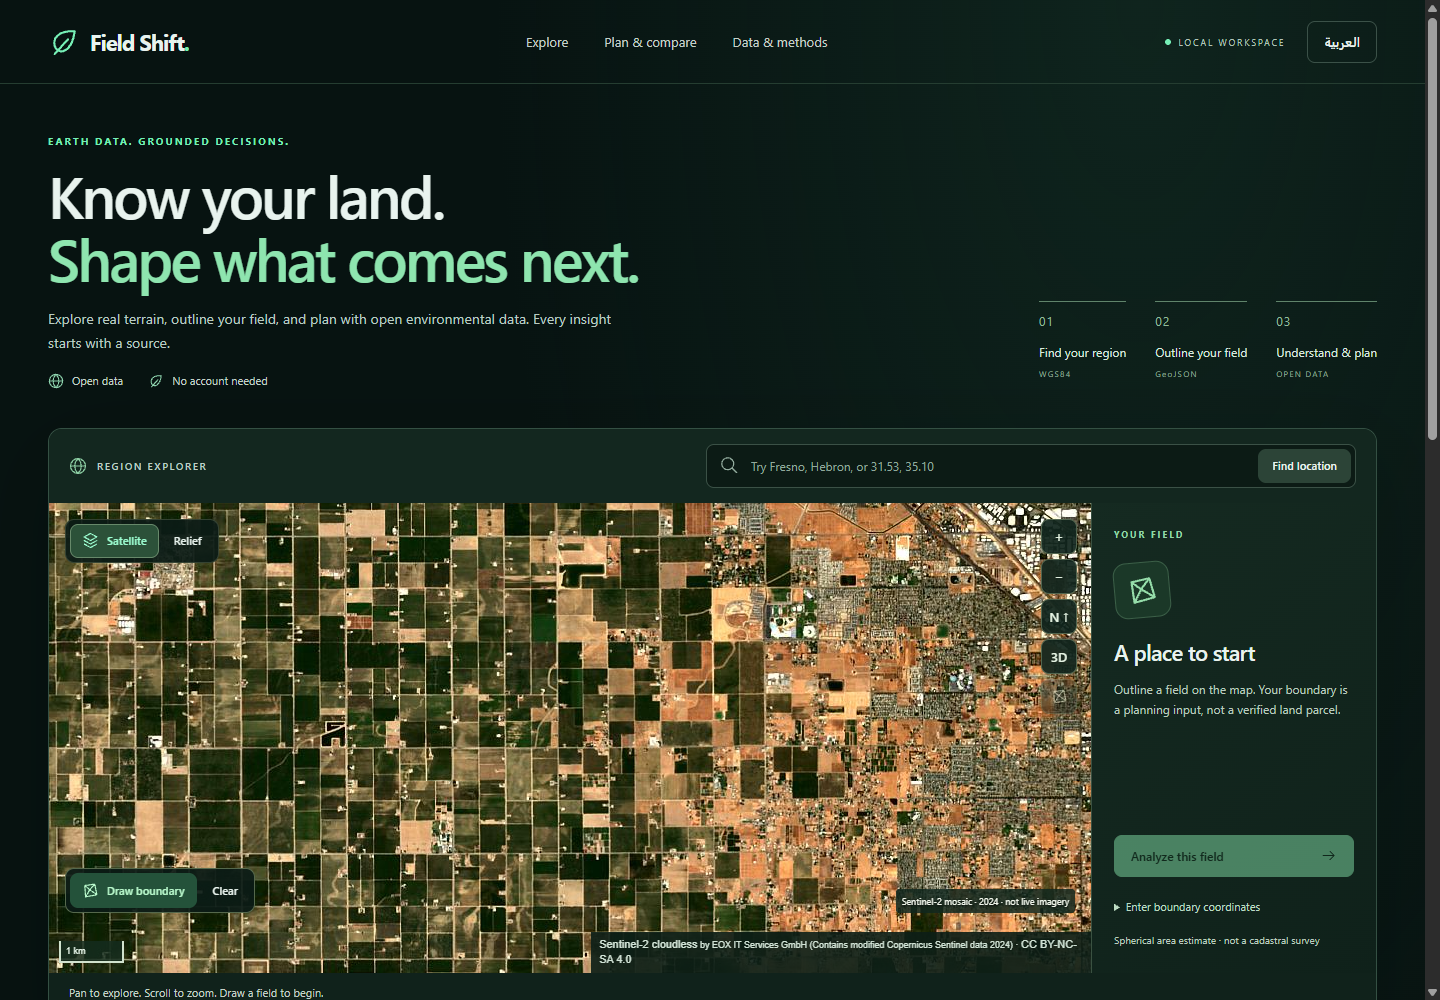 Field Shift.
Explore
Plan & compare
Data & methods
LOCAL WORKSPACE
العربية
EARTH DATA. GROUNDED DECISIONS.
Know your land.
Shape what comes next.
Explore real terrain, outline your field, and plan with open environmental data. Every insight
starts with a source.
Open data
No account needed
01
Find your region
WGS84
02
Outline your field
GeoJSON
03
Understand & plan
OPEN DATA
REGION EXPLORER
Try Fresno, Hebron, or 31.53, 35.10
Find location
Satellite
Relief
+
−
N ↑
3D
Draw boundary
Clear
1 km
Sentinel-2 mosaic · 2024 · not live imagery
Sentinel-2 cloudless by EOX IT Services GmbH (Contains modified Copernicus Sentinel data 2024) · CC BY-NC-
SA 4.0
YOUR FIELD
A place to start
Outline a field on the map. Your boundary is
a planning input, not a verified land parcel.
Analyze this field →
Enter boundary coordinates
Spherical area estimate · not a cadastral survey
Pan to explore. Scroll to zoom. Draw a field to begin.